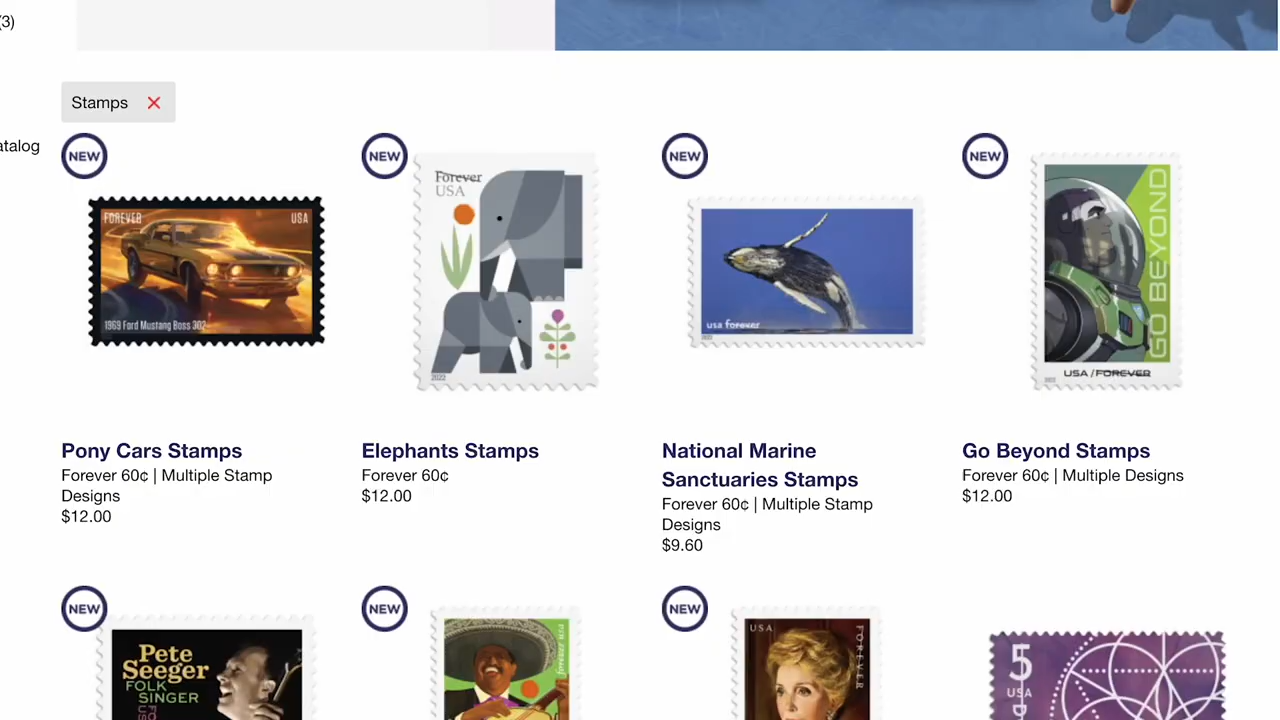 (3)
Stamps
atalog
NEW
NEW
NEW
NEW
FOREVER USA
1969 Ford Mustang Boss 302
Forever
USA
2022
usa forever
GO BEYOND
USA / FOREVER
Pony Cars Stamps
Forever 60¢ | Multiple Stamp
Designs
$12.00
Elephants Stamps
Forever 60¢
$12.00
National Marine
Sanctuaries Stamps
Forever 60¢ | Multiple Stamp
Designs
$9.60
Go Beyond Stamps
Forever 60¢ | Multiple Designs
$12.00
NEW
NEW
NEW
Pete
Seeger
FOLK
SINGER
USA
FOREVER
5
USA